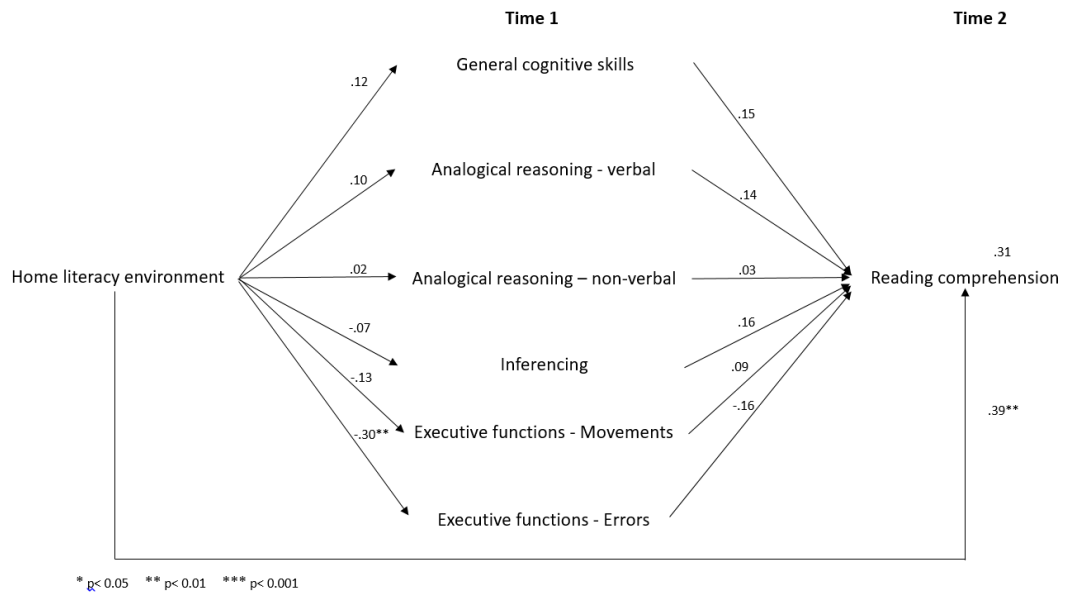 Time 1 Time 2
General cognitive skills
.12
.15
Analogical reasoning - verbal
.10
.14
.31
Home literacy environment .02 Analogical reasoning – non-verbal .03 Reading comprehension
-.07
.16
Inferencing
-.13
.09
-.16
.39**
-.30** Executive functions - Movements
Executive functions - Errors
* p< 0.05 ** p< 0.01 *** p< 0.001